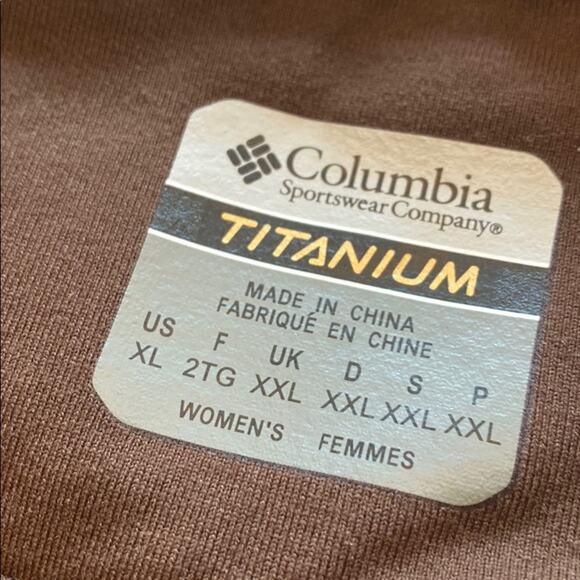 Columbia
Sportswear Company®
TITANIUM
MADE IN CHINA
FABRIQUÉ EN CHINE
US F UK D S P
XL 2TG XXL XXL XXL XXL
WOMEN'S FEMMES